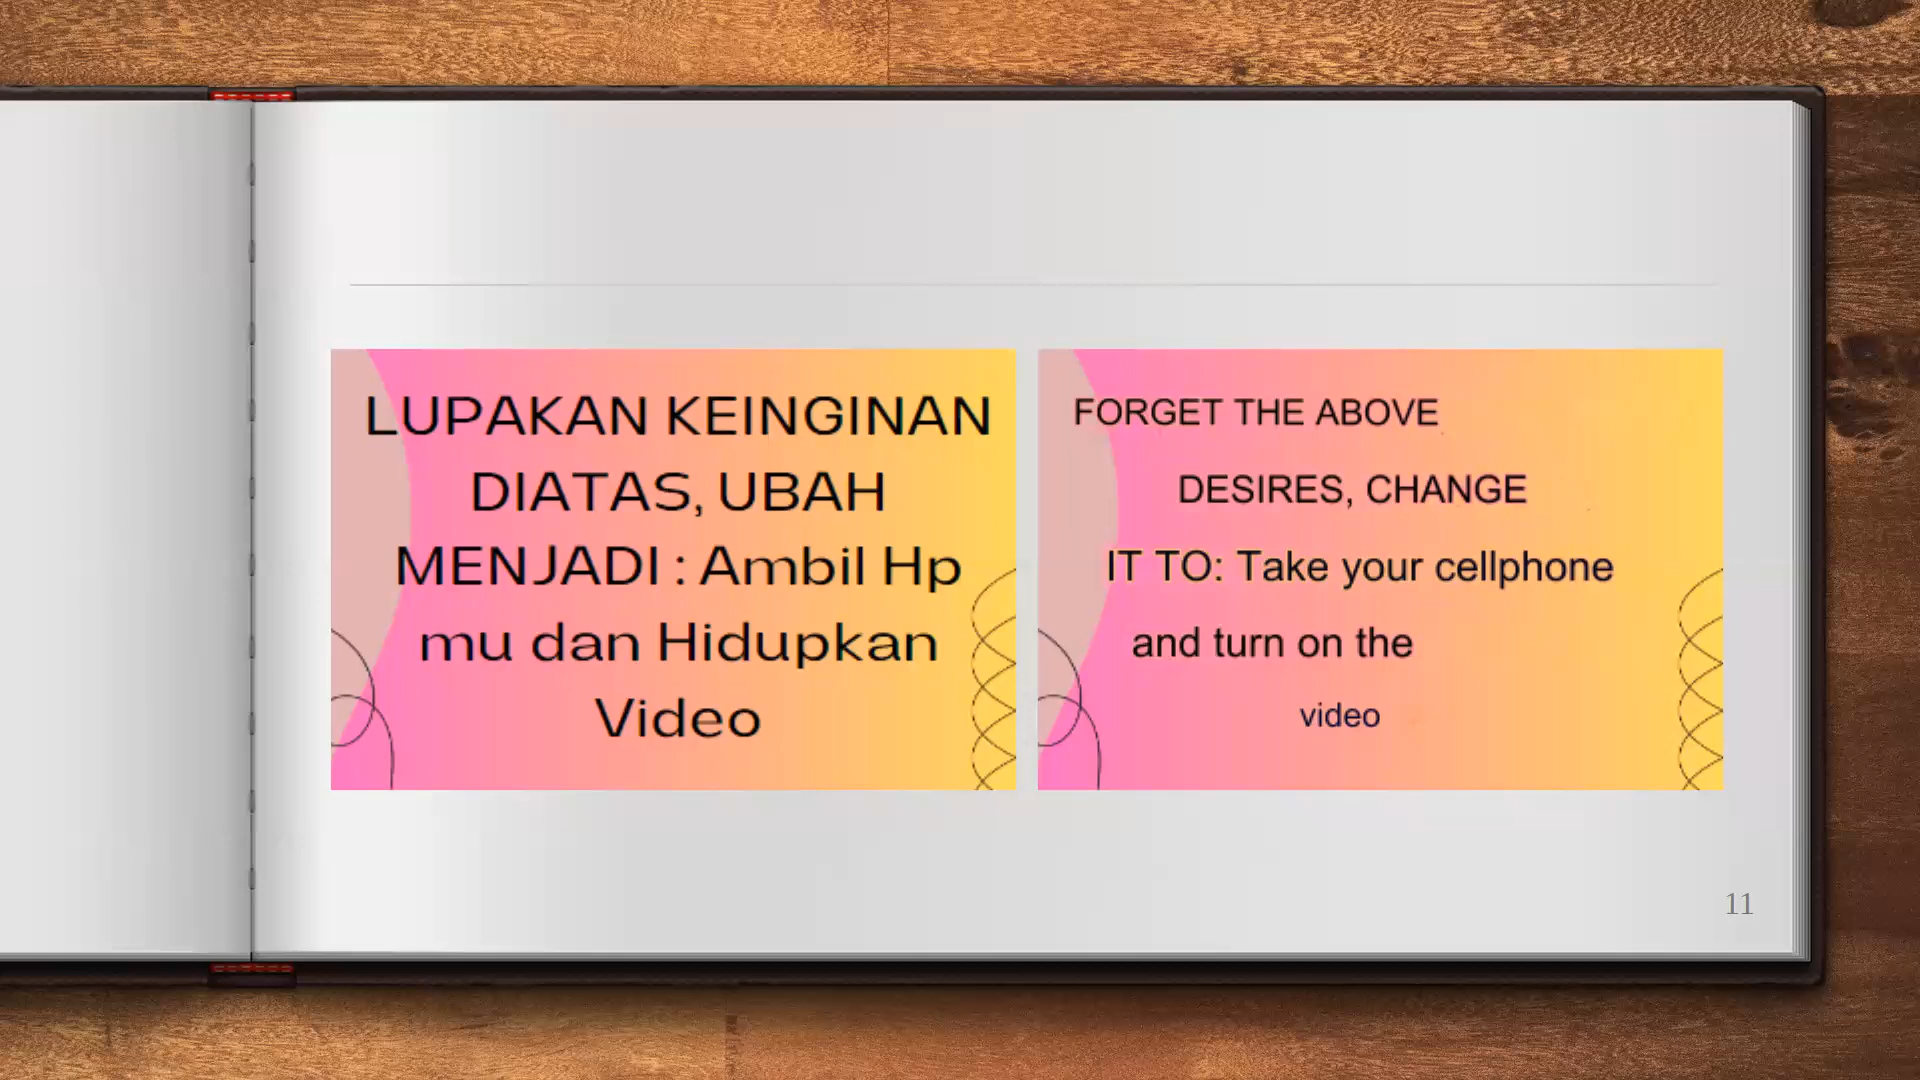 LUPAKAN KEINGINAN
DIATAS, UBAH
MENJADI : Ambil Hp
mu dan Hidupkan
Video
FORGET THE ABOVE
DESIRES, CHANGE
IT TO: Take your cellphone
and turn on the
video
11